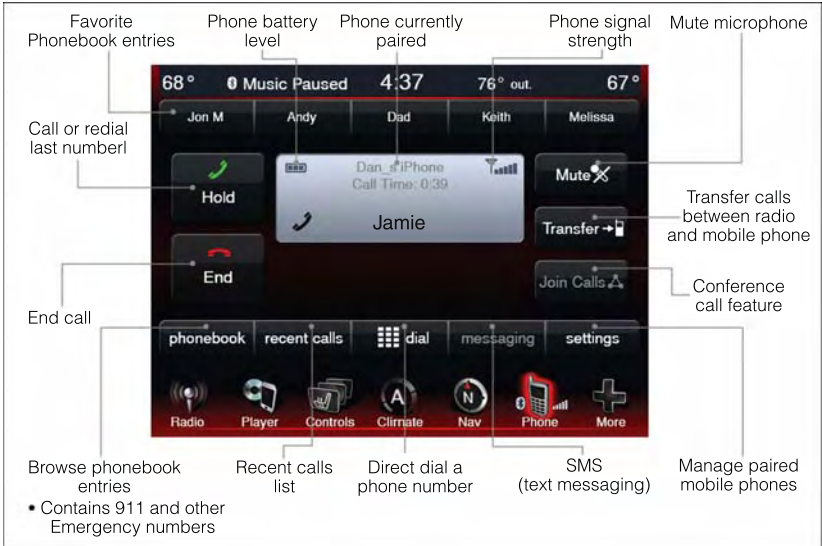 Favorite
Phonebook entries
Phone battery
level
Phone currently
paired
Phone signal
strength
Mute microphone
68° Music Paused 4:37 76° out. 67°
Jon M Andy Dad Keith Melissa
Call or redial
last numberl
Hold
Dan_s iPhone
Call Time: 0:39
Jamie
Mute
Transfer
Transfer calls
between radio
and mobile phone
End
Join Calls
Conference
call feature
End call
phonebook recent calls dial messaging settings
A N
Radio Player Controls Climate Nav Phone More
Browse phonebook
entries
• Contains 911 and other
Emergency numbers
Recent calls
list
Direct dial a
phone number
SMS
(text messaging)
Manage paired
mobile phones